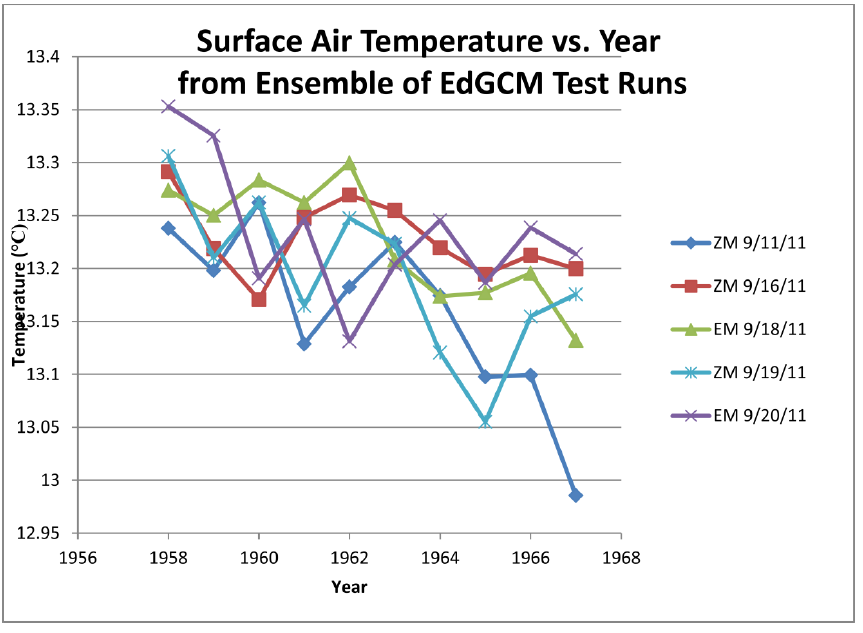 Surface Air Temperature vs. Year
from Ensemble of EdGCM Test Runs
13.4
13.35
13.3
13.25
13.2
13.15
13.1
13.05
13
12.95
Temperature (°C)
1956 1958 1960 1962 1964 1966 1968
Year
ZM 9/11/11
ZM 9/16/11
EM 9/18/11
ZM 9/19/11
EM 9/20/11